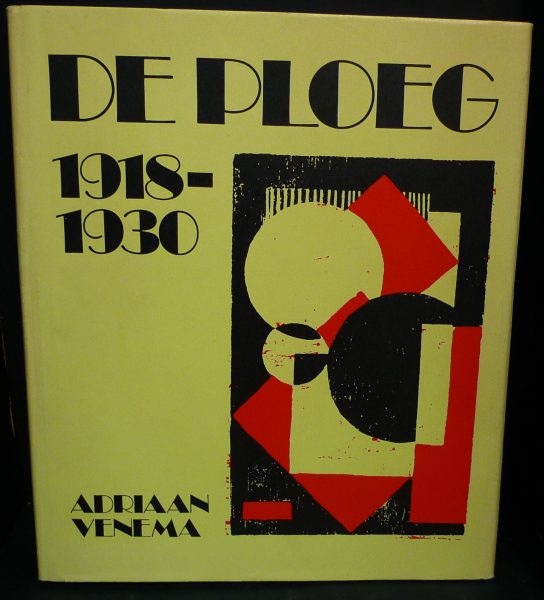 DE PLOEG
1918-
1930
ADRIAAN
VENEMA